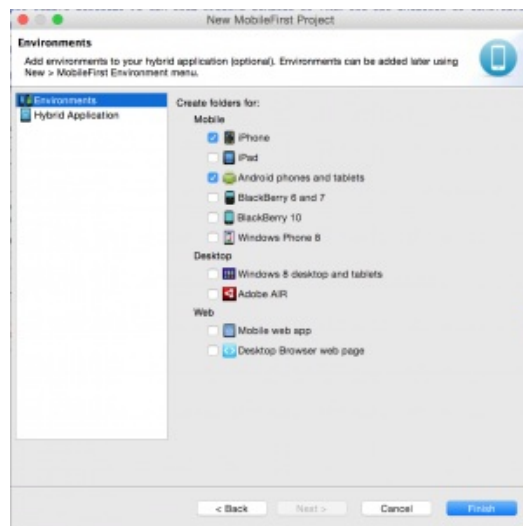 New MobileFirst Project
Environments
Add environments to your hybrid application (optional). Environments can be added later using
New > MobileFirst Environment menu.
Environments
Hybrid Application
Create folders for:
Mobile
iPhone
iPad
Android phones and tablets
BlackBerry 6 and 7
BlackBerry 10
Windows Phone 8
Desktop
Windows 8 desktop and tablets
Adobe AIR
Web
Mobile web app
Desktop Browser web page
< Back Next > Cancel Finish